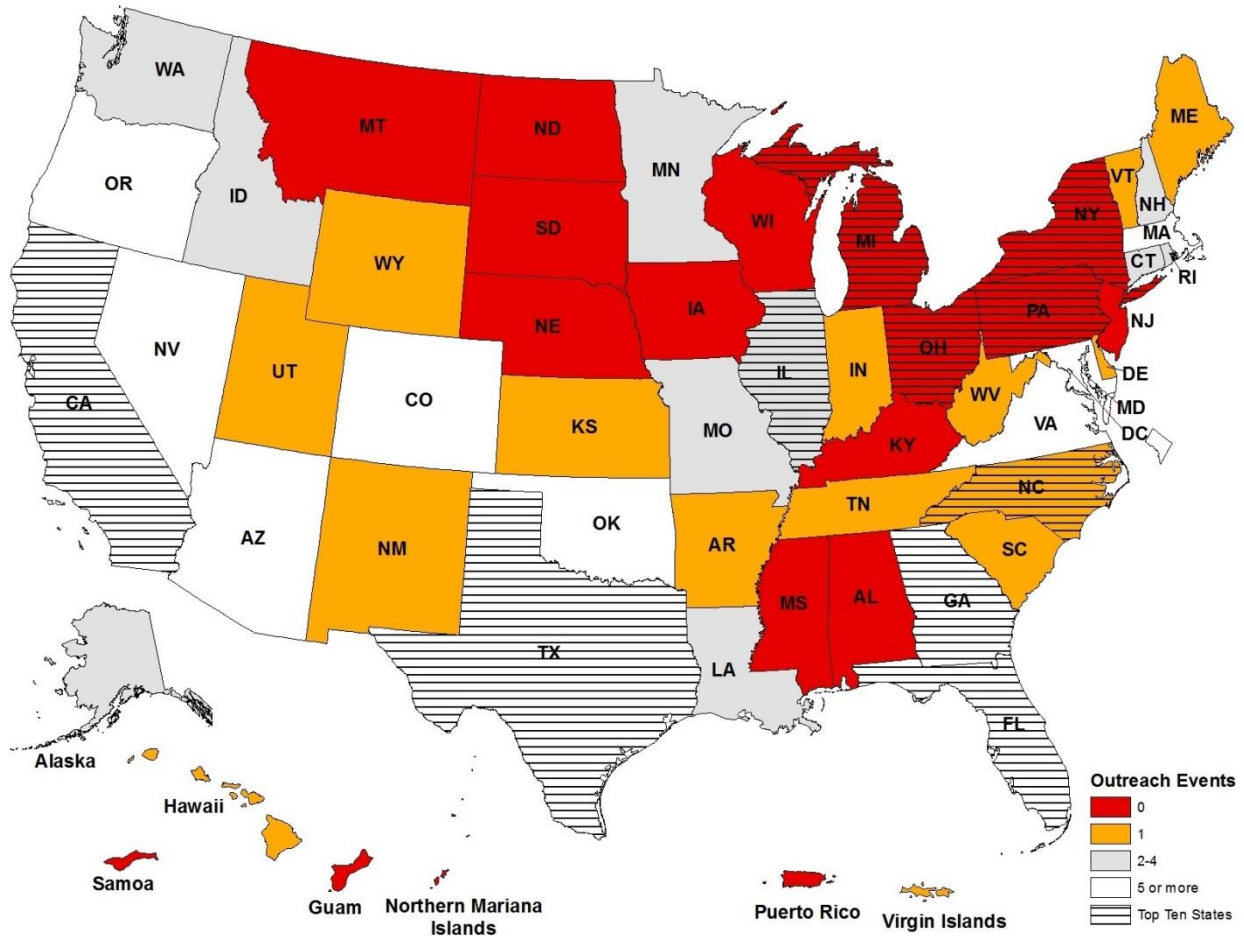 WA
MT
ND
MN
ME
VT
NH
OR
ID
SD
WI
MI
NY
MA
CT
RI
WY
IA
PA
NJ
NE
NV
UT
CO
CA
IL
IN
OH
DE
WV
MD
DC
VA
KS
MO
KY
NC
TN
AZ
NM
OK
AR
SC
MS
AL
GA
TX
LA
FL
Alaska
Hawaii
Samoa
Guam
Northern Mariana
Islands
Puerto Rico
Virgin Islands
Outreach Events
0
1
2-4
5 or more
Top Ten States